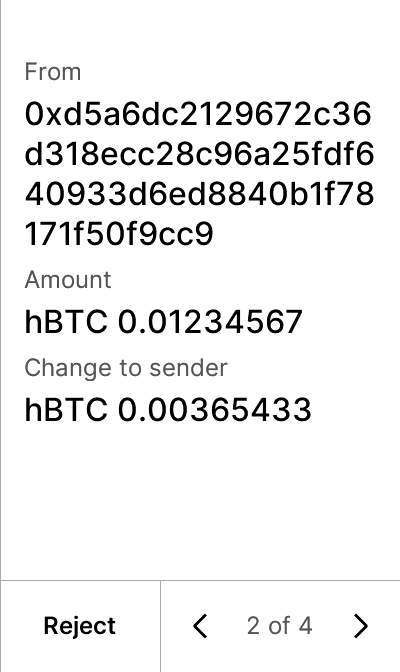 From
0xd5a6dc2129672c36
d318ecc28c96a25fdf6
40933d6ed8840b1f78
171f50f9cc9
Amount
hBTC 0.01234567
Change to sender
hBTC 0.00365433
Reject
2 of 4